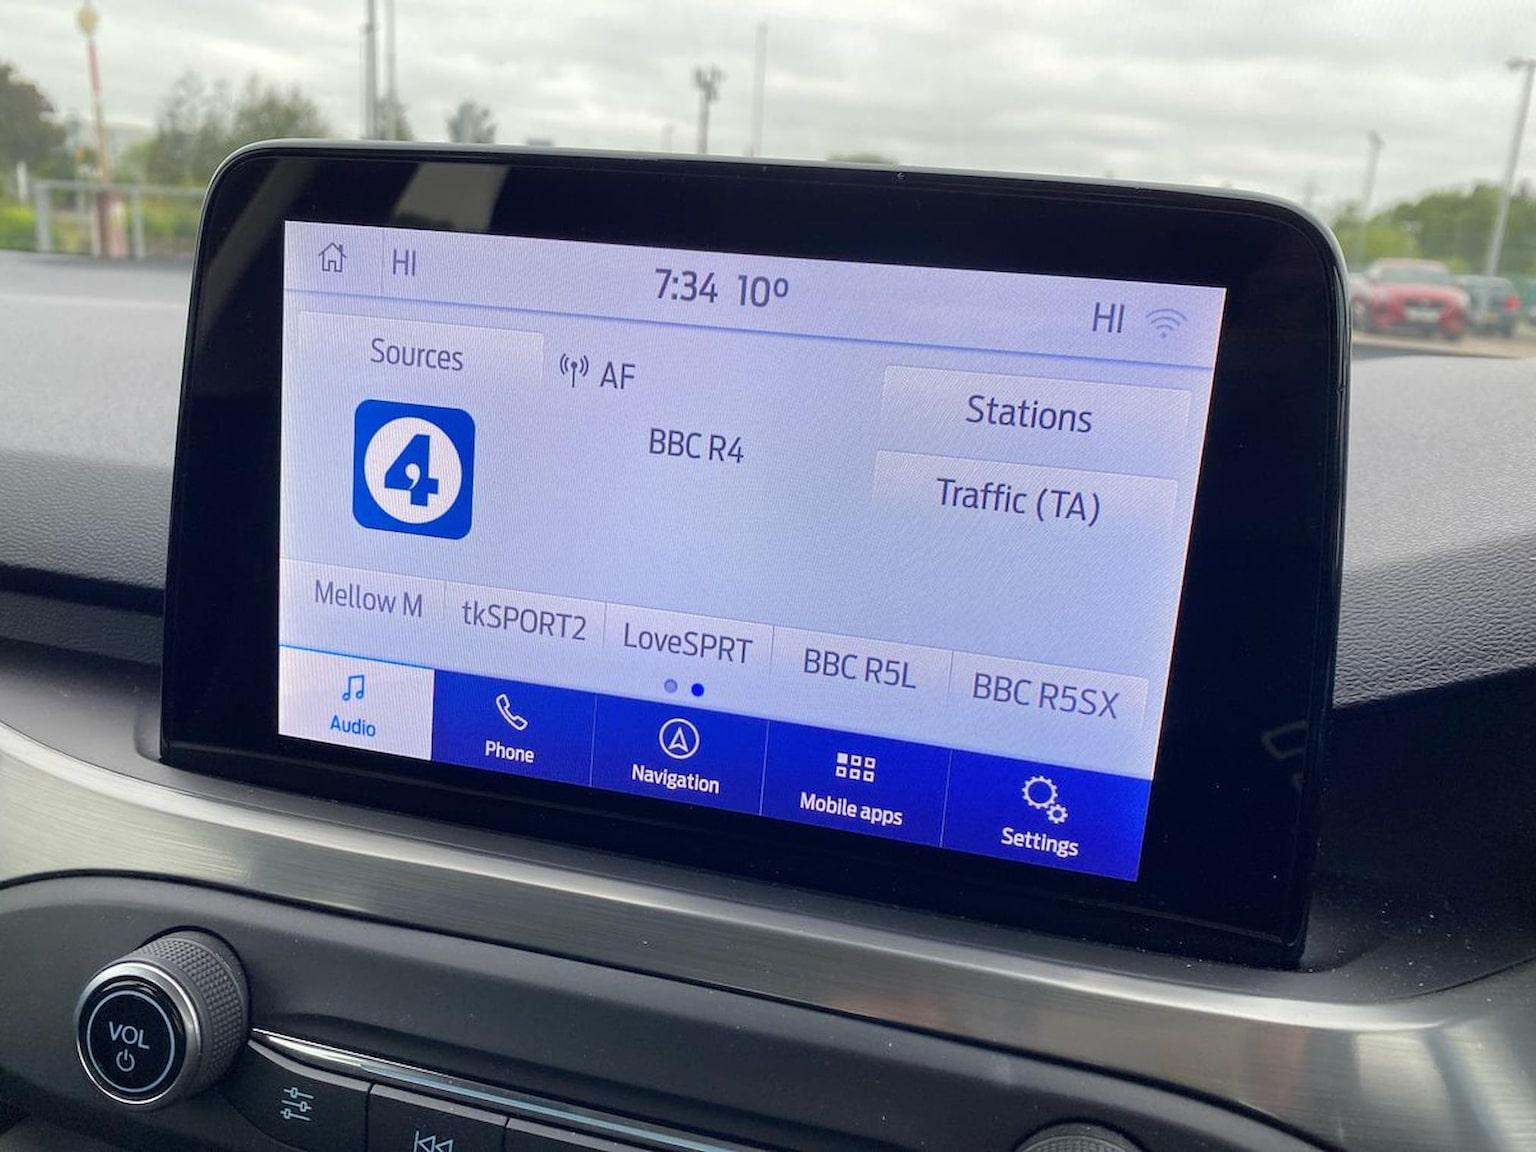 HI
7:34 10º
HI
Sources
AF
Stations
4
BBC R4
Traffic (TA)
Mellow M
tkSPORT2
LoveSPRT
BBC R5L
BBC R5SX
Audio
Phone
Navigation
Mobile apps
Settings
VOL